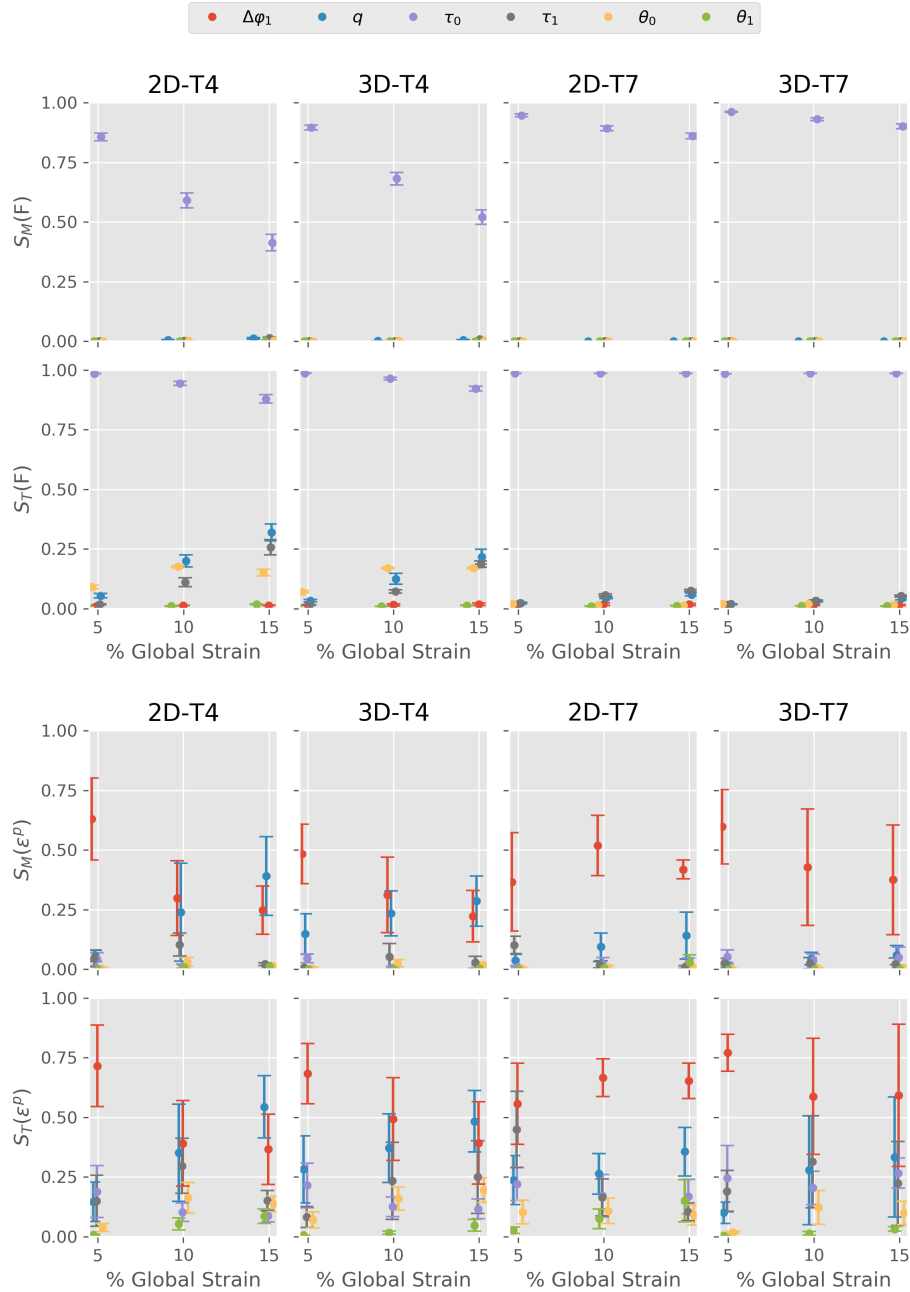 Δφ₁ q τ₀ τ₁ θ₀ θ₁
2D-T4 3D-T4 2D-T7 3D-T7
1.00
0.75
0.50
0.25
0.00
S_M(F)
1.00
0.75
0.50
0.25
0.00
S_T(F)
5 10 15 5 10 15 5 10 15 5 10 15
% Global Strain % Global Strain % Global Strain % Global Strain
2D-T4 3D-T4 2D-T7 3D-T7
1.00
0.75
0.50
0.25
0.00
S_M(ε^p)
1.00
0.75
0.50
0.25
0.00
S_T(ε^p)
5 10 15 5 10 15 5 10 15 5 10 15
% Global Strain % Global Strain % Global Strain % Global Strain